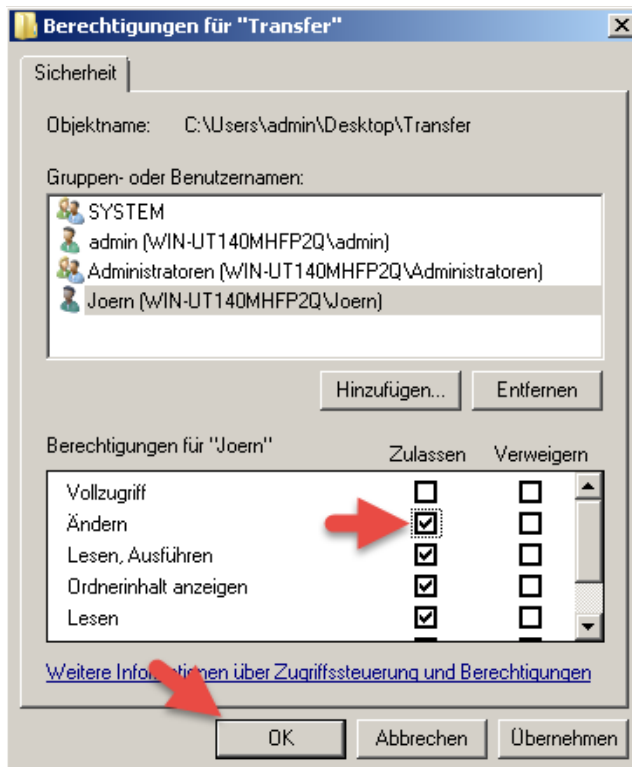 Berechtigungen für "Transfer"
Sicherheit
Objektname: C:\Users\admin\Desktop\Transfer
Gruppen- oder Benutzernamen:
SYSTEM
admin (WIN-UT140MHFP2Q\admin)
Administratoren (WIN-UT140MHFP2Q\Administratoren)
Joern (WIN-UT140MHFP2Q\Joern)
Hinzufügen... Entfernen
Berechtigungen für "Joern" Zulassen Verweigern
Vollzugriff
Ändern
Lesen, Ausführen
Ordnerinhalt anzeigen
Lesen
Weitere Informationen über Zugriffssteuerung und Berechtigungen
OK Abbrechen Übernehmen